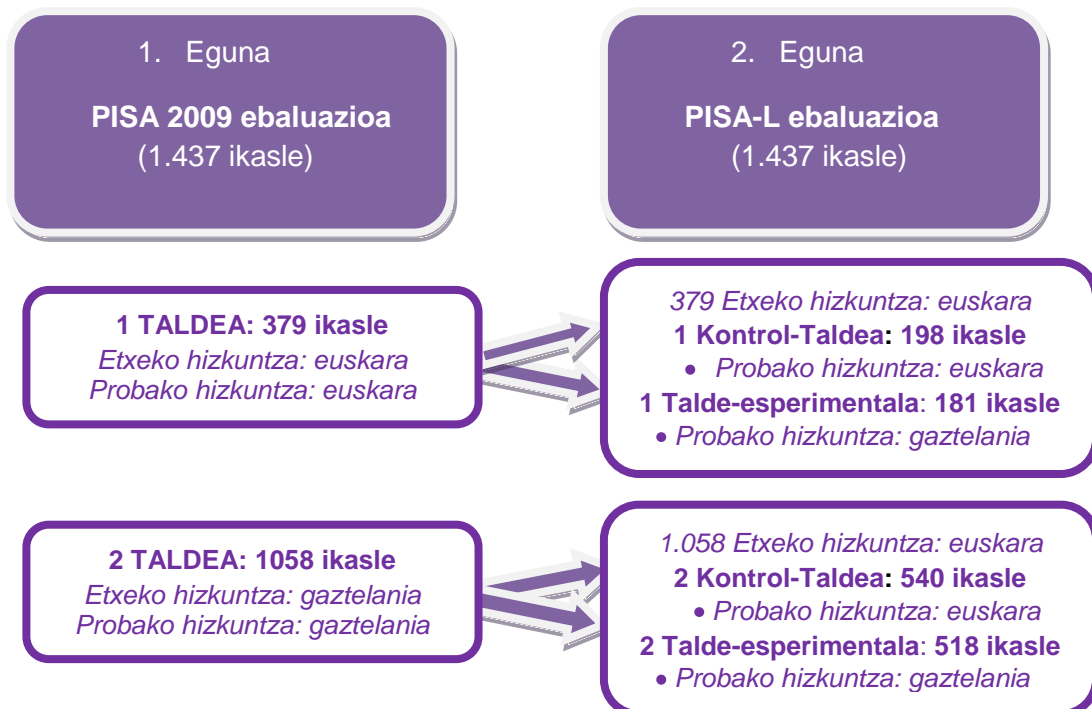 1. Eguna
PISA 2009 ebaluazioa
(1.437 ikasle)
2. Eguna
PISA-L ebaluazioa
(1.437 ikasle)
1 TALDEA: 379 ikasle
Etxeko hizkuntza: euskara
Probako hizkuntza: euskara
379 Etxeko hizkuntza: euskara
1 Kontrol-Taldea: 198 ikasle
• Probako hizkuntza: euskara
1 Talde-esperimentala: 181 ikasle
• Probako hizkuntza: gaztelania
2 TALDEA: 1058 ikasle
Etxeko hizkuntza: gaztelania
Probako hizkuntza: gaztelania
1.058 Etxeko hizkuntza: euskara
2 Kontrol-Taldea: 540 ikasle
• Probako hizkuntza: euskara
2 Talde-esperimentala: 518 ikasle
• Probako hizkuntza: gaztelania